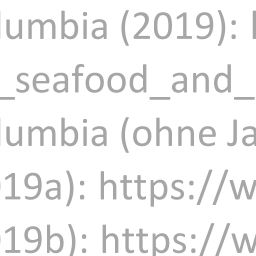 lumbia (2019):
_seafood_and_
lumbia (ohne Ja
19a): https://w
19b): https://w